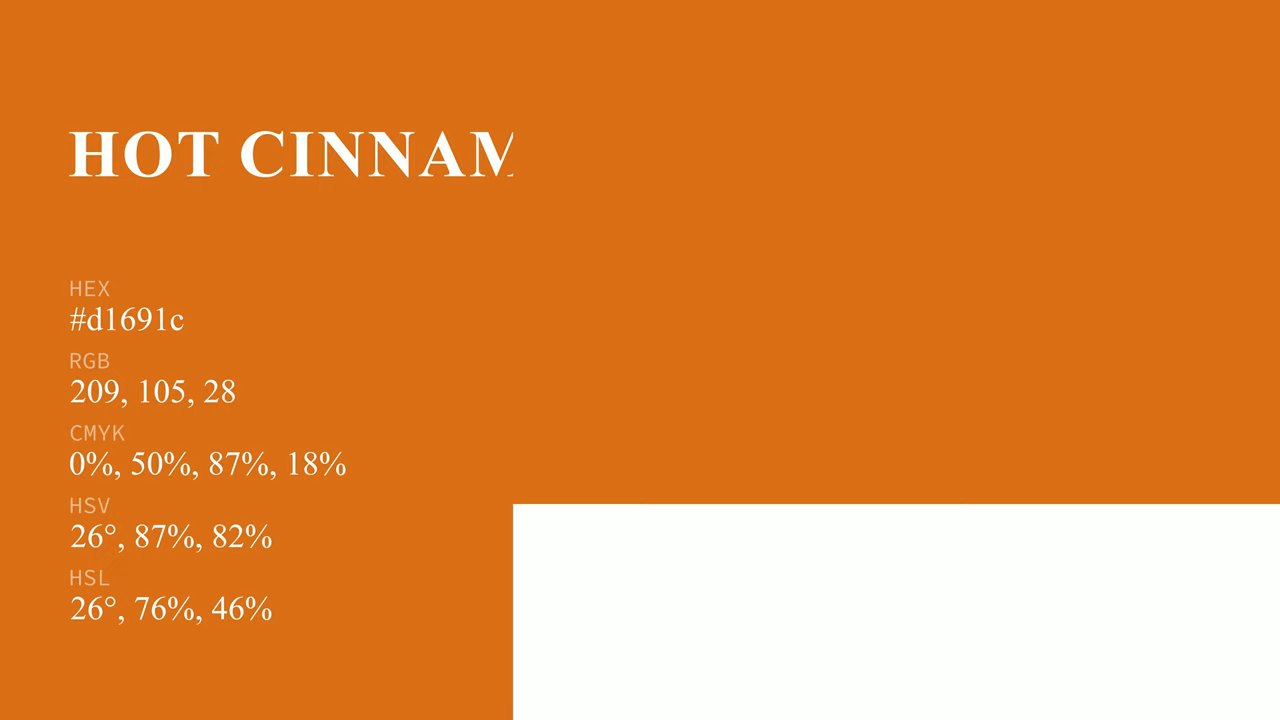 HOT CINNAM
HEX
#d1691c
RGB
209, 105, 28
CMYK
0%, 50%, 87%, 18%
HSV
26°, 87%, 82%
HSL
26°, 76%, 46%